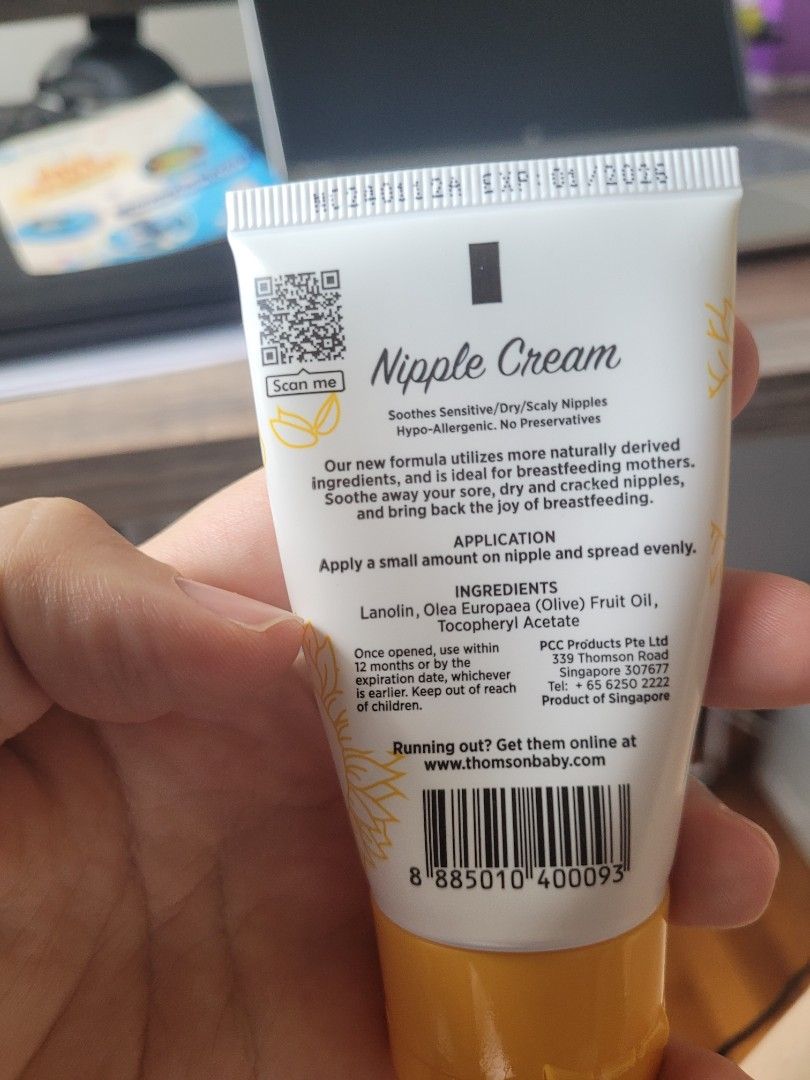 NC240112A EXP: 01/2026
Scan me
Nipple Cream
Soothes Sensitive/Dry/Scaly Nipples
Hypo-Allergenic. No Preservatives
Our new formula utilizes more naturally derived
ingredients, and is ideal for breastfeeding mothers.
Soothe away your sore, dry and cracked nipples,
and bring back the joy of breastfeeding.
APPLICATION
Apply a small amount on nipple and spread evenly.
INGREDIENTS
Lanolin, Olea Europaea (Olive) Fruit Oil,
Tocopheryl Acetate
Once opened, use within
12 months or by the
expiration date, whichever
is earlier. Keep out of reach
of children.
PCC Products Pte Ltd
339 Thomson Road
Singapore 307677
Tel: + 65 6250 2222
Product of Singapore
Running out? Get them online at
www.thomsonbaby.com
8 885010 400093